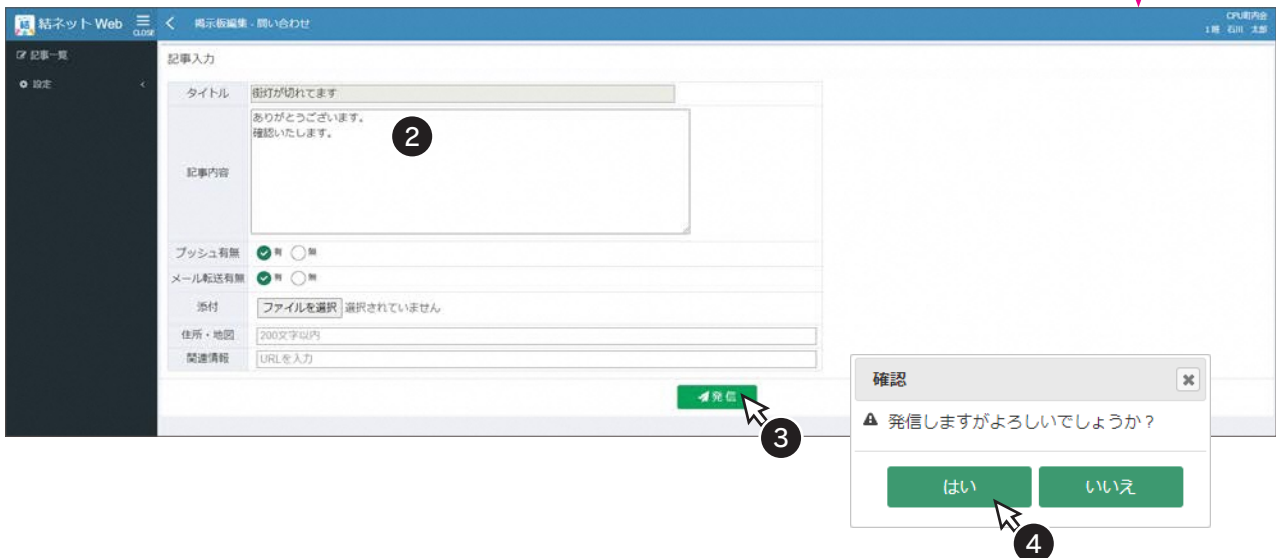 結ネット Web
CLOSE
掲示板編集 - 問い合わせ
CPU町内会
1班 石川 太郎
記事一覧
設定
記事入力
タイトル
街灯が切れてます
記事内容
ありがとうございます。
確認いたします。
2
プッシュ有無
有 無
メール転送有無
有 無
添付
ファイルを選択 選択されていません
住所・地図
200文字以内
関連情報
URLを入力
発信
3
確認
発信しますがよろしいでしょうか？
はい
いいえ
4